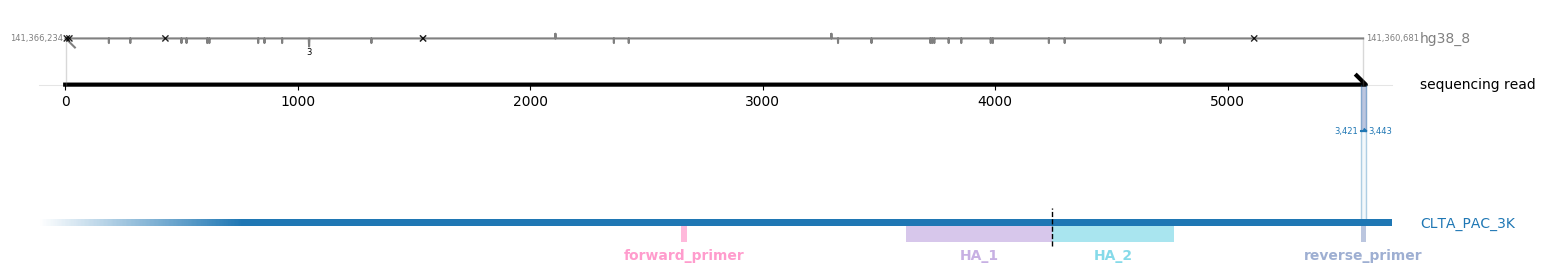 141,366,234
141,360,681
hg38_8
3
sequencing read
0 1000 2000 3000 4000 5000
3,421 3,443
CLTA_PAC_3K
forward_primer HA_1 HA_2 reverse_primer